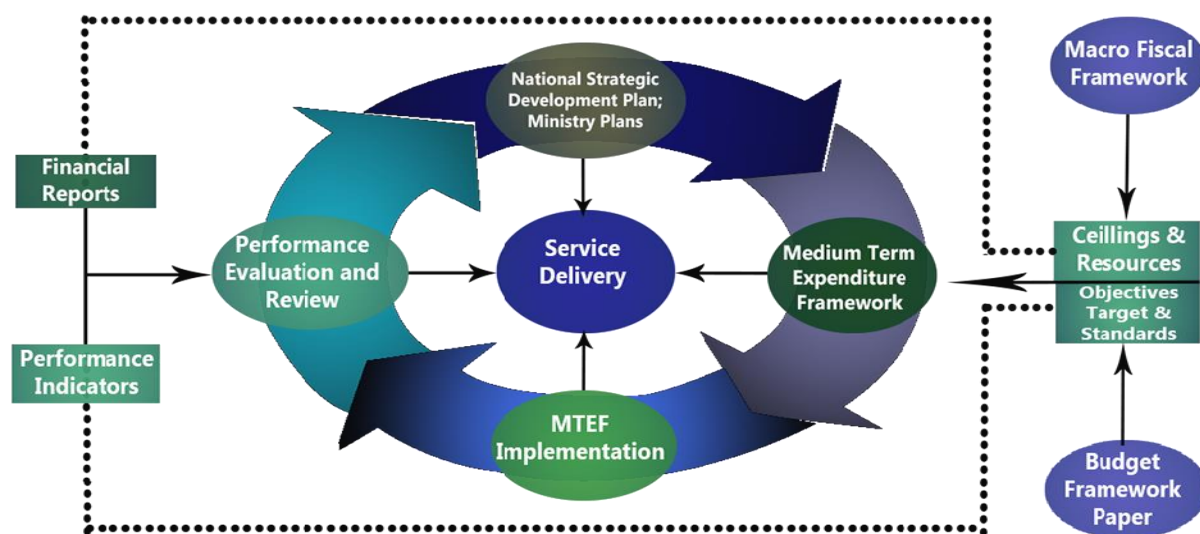 National Strategic
Development Plan;
Ministry Plans
Macro Fiscal
Framework
Financial
Reports
Performance
Evaluation and
Review
Service
Delivery
Medium Term
Expenditure
Framework
Ceillings &
Resources
Objectives
Target &
Standards
Performance
Indicators
MTEF
Implementation
Budget
Framework
Paper